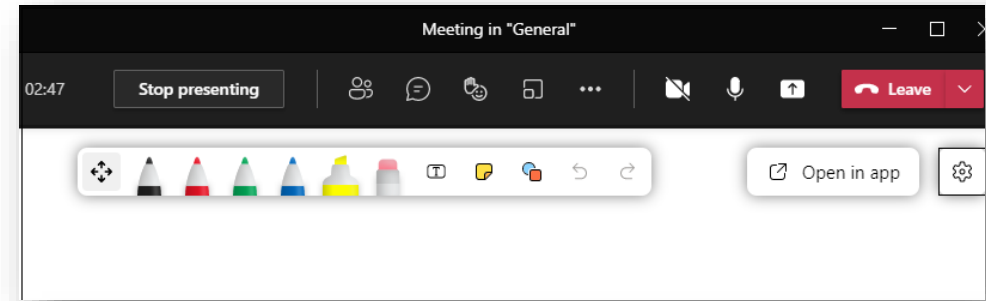 Meeting in "General"
02:47
Stop presenting
Leave
T
Open in app